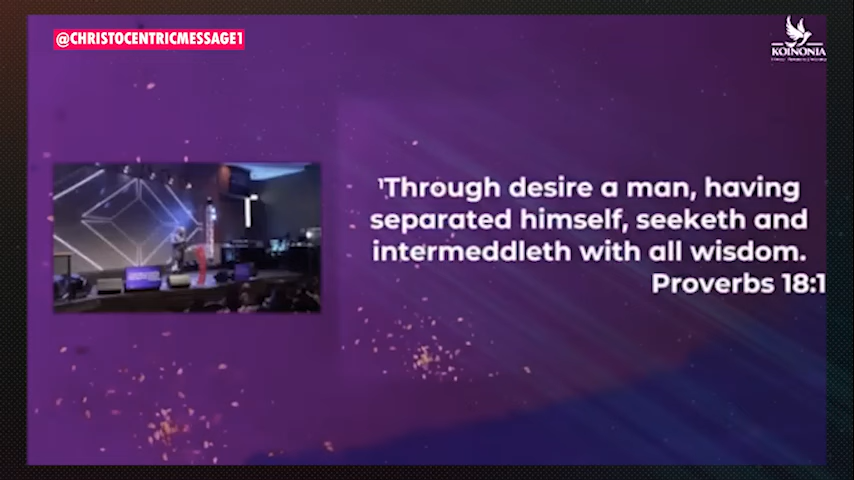 @CHRISTOCENTRICMESSAGE1
KOINONIA
¹Through desire a man, having
separated himself, seeketh and
intermeddleth with all wisdom.
Proverbs 18:1